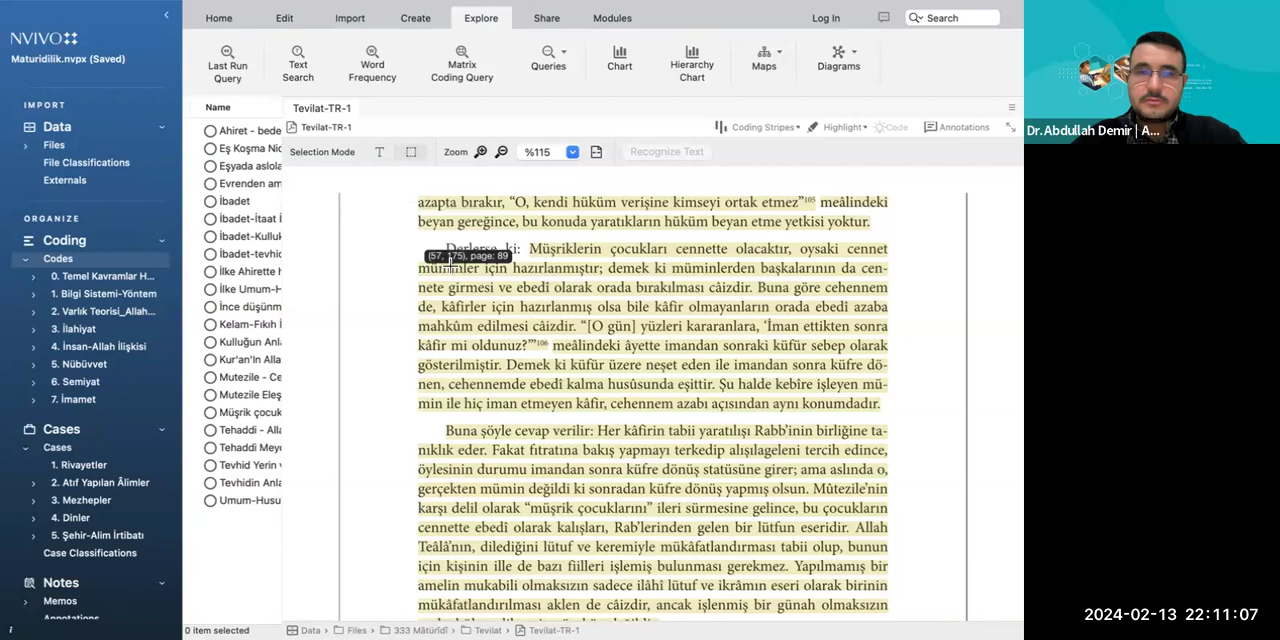 NVIVO
Maturidilik.nvpx (Saved)
IMPORT
Data
Files
File Classifications
Externals
ORGANIZE
Coding
Codes
0. Temel Kavramlar H...
1. Bilgi Sistemi-Yöntem
2. Varlık Teorisi_Allah...
3. İlahiyat
4. İnsan-Allah İlişkisi
5. Nübüvvet
6. Semiyat
7. İmamet
Cases
Cases
1. Rivayetler
2. Atıf Yapılan Âlimler
3. Mezhepler
4. Dinler
5. Şehir-Alim İrtibatı
Case Classifications
Notes
Memos
Annotations
Home Edit Import Create Explore Share Modules Log In Search
Last Run Query
Text Search
Word Frequency
Matrix Coding Query
Queries
Chart
Hierarchy Chart
Maps
Diagrams
Name
Ahiret - bede
Eş Koşma Nic
Eşyada aslola
Evrenden am
İbadet
İbadet-İtaat İ
İbadet-Kulluk
İbadet-tevhic
İlke Ahirette h
İlke Umum-H
İnce düşünm
Kelam-Fıkıh İ
Kulluğun Anla
Kur'an'In Alla
Mutezile - Ce
Mutezile Eleş
Müşrik çocuk
Tehaddi - Alla
Tehaddi Meyc
Tevhid Yerin v
Tevhidin Anla
Umum-Husu
0 item selected
Tevilat-TR-1
Tevilat-TR-1 Coding Stripes Highlight Code Annotations
Selection Mode T Zoom %115 Recognize Text
azapta bırakır, “O, kendi hüküm verişine kimseyi ortak etmez”105 meâlindeki
beyan gereğince, bu konuda yaratıkların hüküm beyan etme yetkisi yoktur.
Derlerse ki: Müşriklerin çocukları cennette olacaktır, oysaki cennet
(57, 175), page: 89
müminler için hazırlanmıştır; demek ki müminlerden başkalarının da cen-
nete girmesi ve ebedî olarak orada bırakılması câizdir. Buna göre cehennem
de, kâfirler için hazırlanmış olsa bile kâfir olmayanların orada ebedî azaba
mahkûm edilmesi câizdir. “[O gün] yüzleri kararanlara, ‘İman ettikten sonra
kâfir mi oldunuz?’”106 meâlindeki âyette imandan sonraki küfür sebep olarak
gösterilmiştir. Demek ki küfür üzere neşet eden ile imandan sonra küfre dö-
nen, cehennemde ebedî kalma husûsunda eşittir. Şu halde kebîre işleyen mü-
min ile hiç iman etmeyen kâfir, cehennem azabı açısından aynı konumdadır.
Buna şöyle cevap verilir: Her kâfirin tabii yaratılışı Rabb’inin birliğine ta-
nıklık eder. Fakat fıtratına bakış yapmayı terkedip alışılageleni tercih edince,
öylesinin durumu imandan sonra küfre dönüş statüsüne girer; ama aslında o,
gerçekten mümin değildi ki sonradan küfre dönüş yapmış olsun. Mûtezile’nin
karşı delil olarak “müşrik çocuklarını” ileri sürmesine gelince, bu çocukların
cennette ebedî olarak kalışları, Rab’lerinden gelen bir lütfun eseridir. Allah
Teâlâ’nın, dilediğini lütuf ve keremiyle mükâfatlandırması tabii olup, bunun
için kişinin ille de bazı fiilleri işlemiş bulunması gerekmez. Yapılmamış bir
amelin mukabili olmaksızın sadece ilâhî lütuf ve ikrâmın eseri olarak birinin
mükâfatlandırılması aklen de câizdir, ancak işlenmiş bir günah olmaksızın
Data Files 333 Mâtürîdî Tevilat Tevilat-TR-1
Dr.Abdullah Demir | A...
2024-02-13 22:11:07